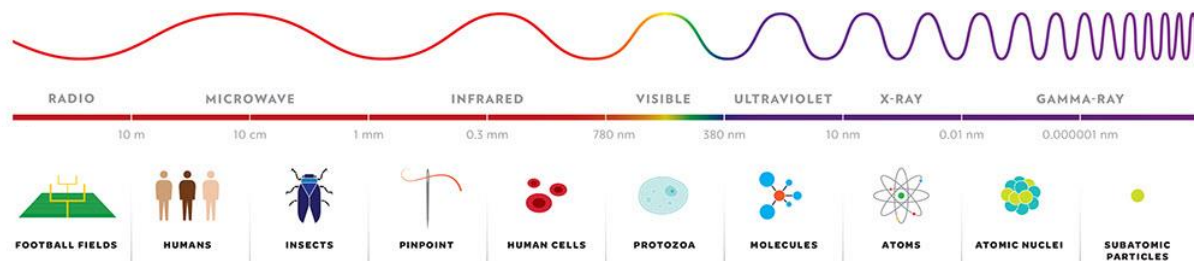 RADIO MICROWAVE INFRARED VISIBLE ULTRAVIOLET X-RAY GAMMA-RAY
10 m 10 cm 1 mm 0.3 mm 780 nm 380 nm 10 nm 0.01 nm 0.000001 nm
FOOTBALL FIELDS HUMANS INSECTS PINPOINT HUMAN CELLS PROTOZOA MOLECULES ATOMS ATOMIC NUCLEI SUBATOMIC
PARTICLES